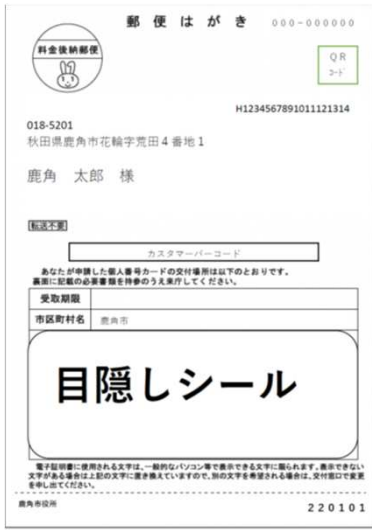 郵便はがき 000-000000
料金後納郵便
QR
コード
H1234567891011121314
018-5201
秋田県鹿角市花輪字荒田4番地1
鹿角 太郎 様
転送不要
カスタマーバーコード
あなたが申請した個人番号カードの交付場所は以下のとおりです。
裏面に記載の必要書類を持参のうえ来庁してください。
受取期限
市区町村名 鹿角市
目隠しシール
電子証明書に使用される文字は、一般的なパソコン等で表示できる文字に限られます。表示できない
文字がある場合は上記の文字に置き換えていますので、別の文字を希望される場合は、交付窓口で変更
を申し出てください。
鹿角市役所
220101